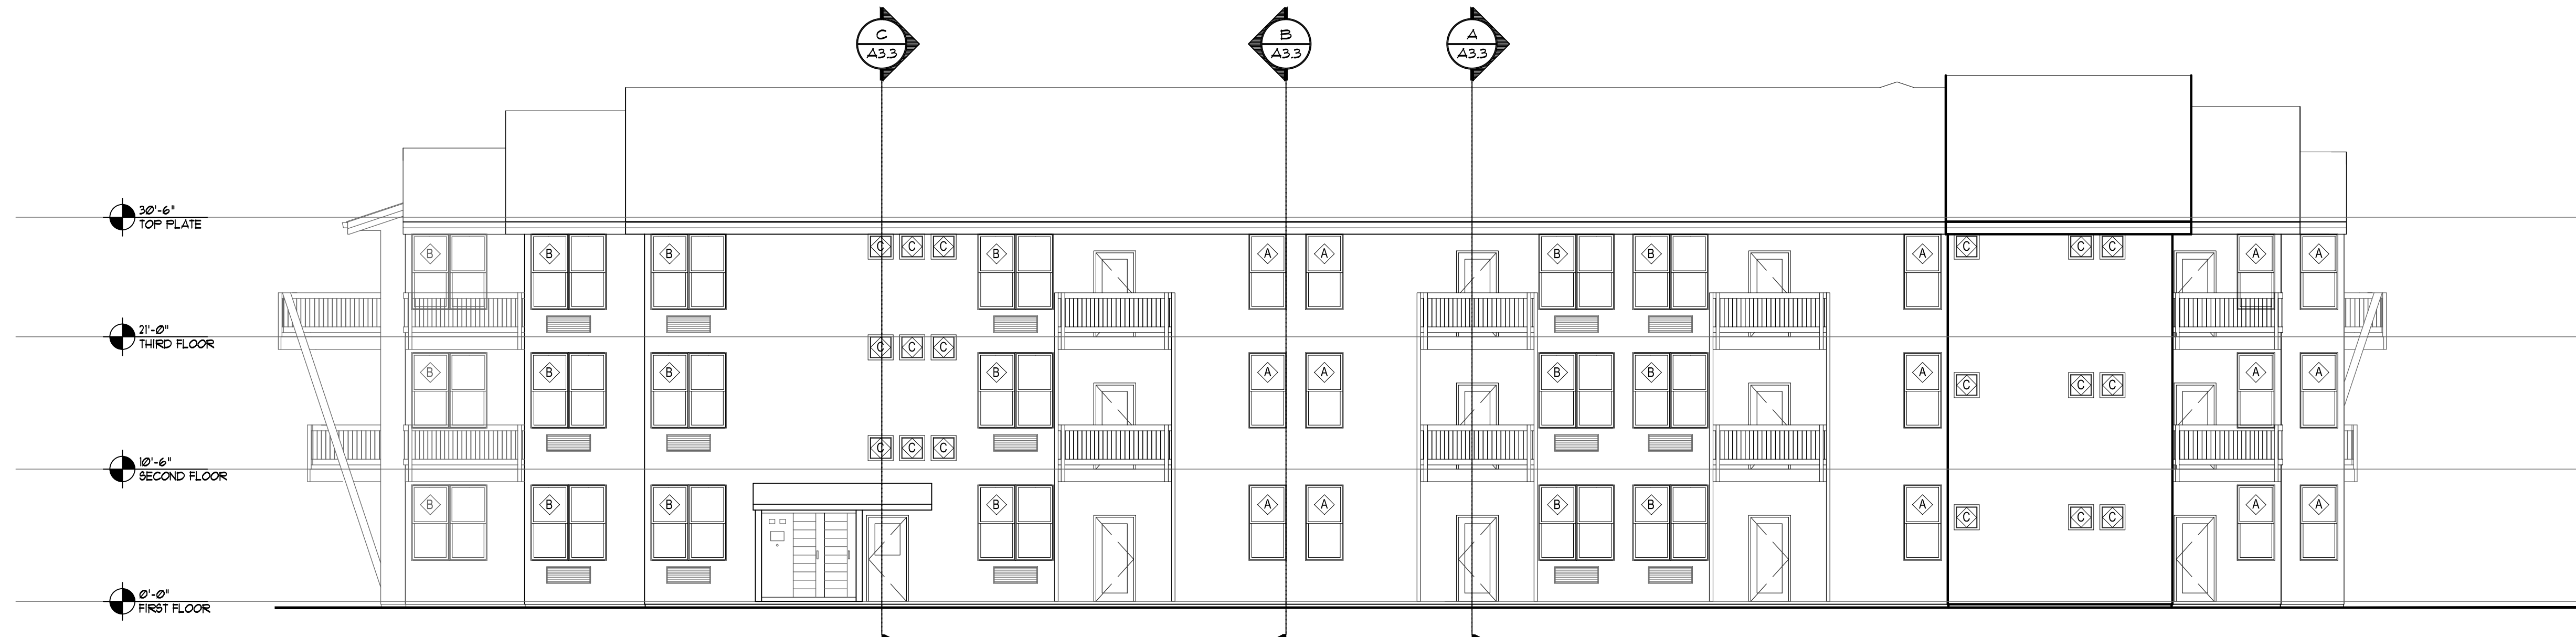 C B A
A3.3 A3.3 A3.3
30'-6"
TOP PLATE
B B B C C C B A A B B A C C C A A
21'-0"
THIRD FLOOR
C C C
B B B B A A B B A C C C A A
10'-6"
SECOND FLOOR
C C C
B B B B A A B B A C C C A A
0'-0"
FIRST FLOOR